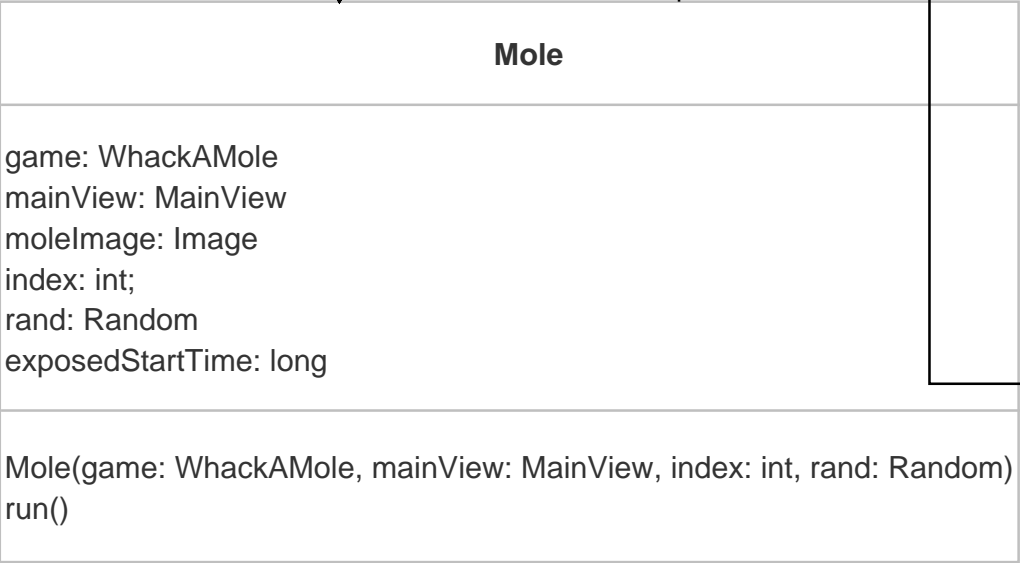 Mole
game: WhackAMole
mainView: MainView
moleImage: Image
index: int;
rand: Random
exposedStartTime: long
Mole(game: WhackAMole, mainView: MainView, index: int, rand: Random)
run()